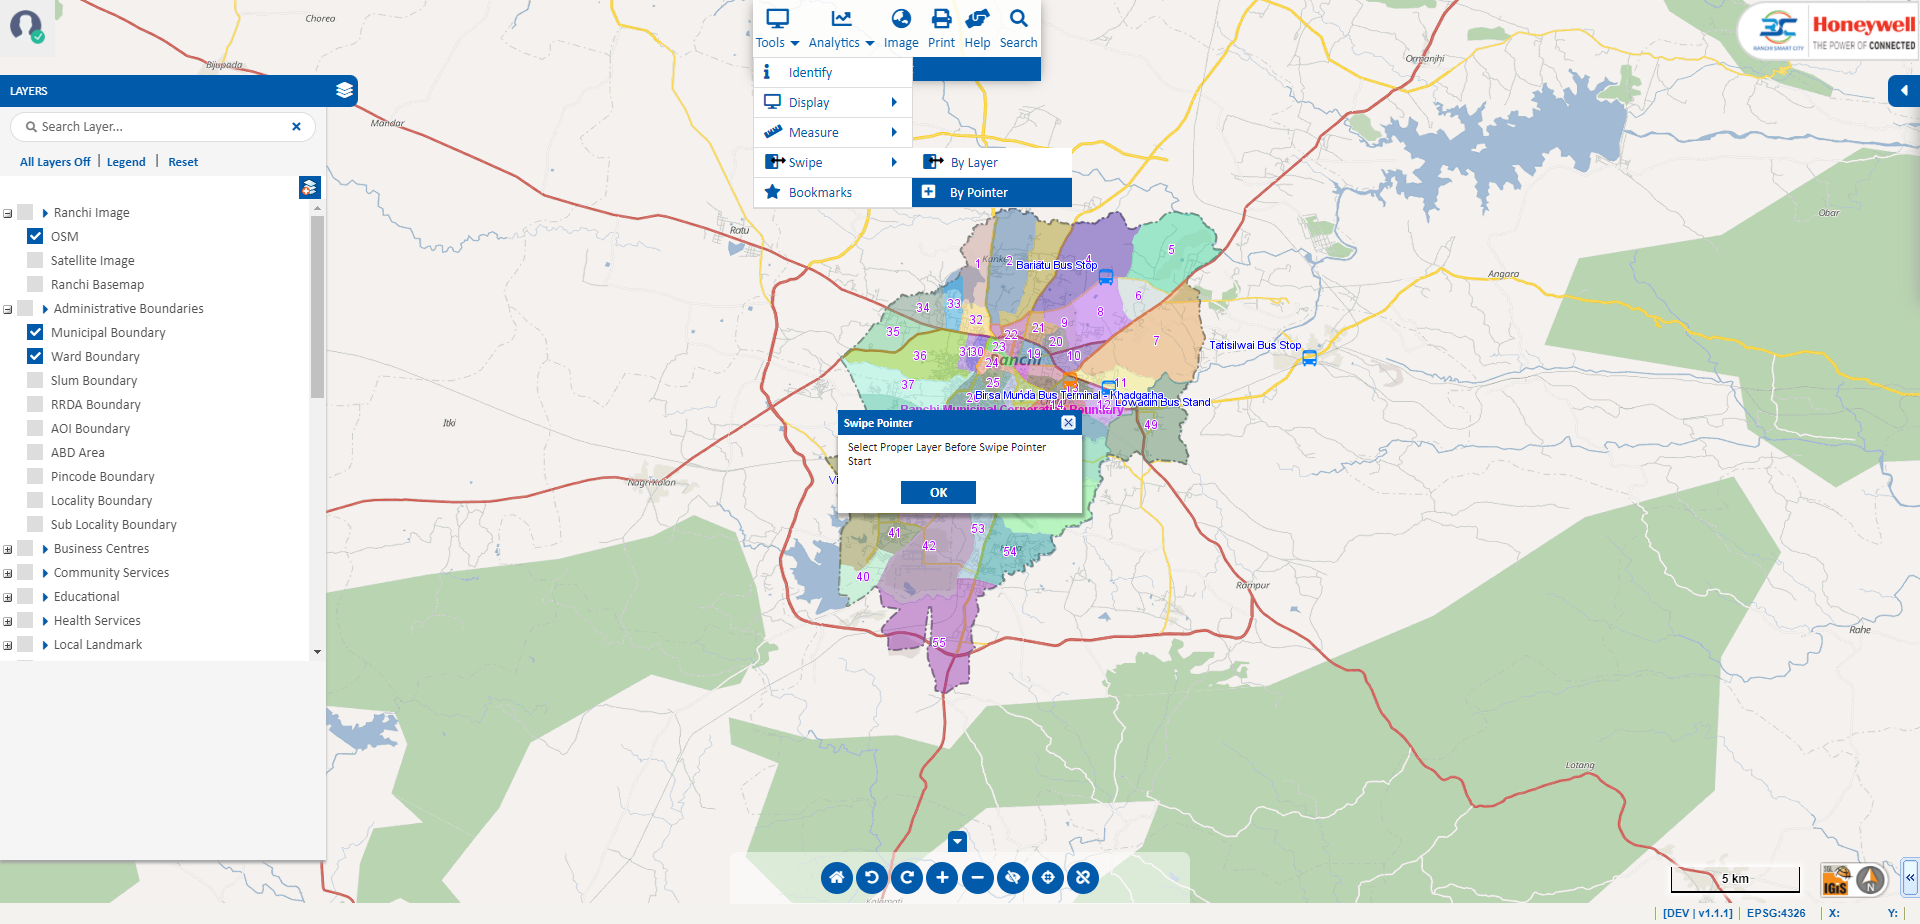 Tools
Analytics
Image
Print
Help
Search
RANCHI SMART CITY
Honeywell
THE POWER OF CONNECTED
Identify
Display
Measure
Swipe
Bookmarks
By Layer
By Pointer
LAYERS
Search Layer...
All Layers Off | Legend | Reset
Ranchi Image
OSM
Satellite Image
Ranchi Basemap
Administrative Boundaries
Municipal Boundary
Ward Boundary
Slum Boundary
RRDA Boundary
AOI Boundary
ABD Area
Pincode Boundary
Locality Boundary
Sub Locality Boundary
Business Centres
Community Services
Educational
Health Services
Local Landmark
Chorea
Bijupada
Mandar
Ratu
Itki
Nagri Kalan
Ormanjhi
Obar
Angara
Rampur
Rahe
Lotang
Kalamati
Kanke
Bariatu Bus Stop
Tatisilwai Bus Stop
Ranchi
Birsa Munda Bus Terminal - Khadgarha
Lowadih Bus Stand
Ranchi Municipal Corporation Boundary
1
2
4
5
6
7
8
9
10
11
12
14
19
20
21
22
23
24
25
30
31
32
33
34
35
36
37
40
41
42
49
53
54
55
Swipe Pointer
Select Proper Layer Before Swipe Pointer
Start
OK
5 km
IGiS
N
[DEV | v1.1.1] | EPSG:4326 | X: Y: